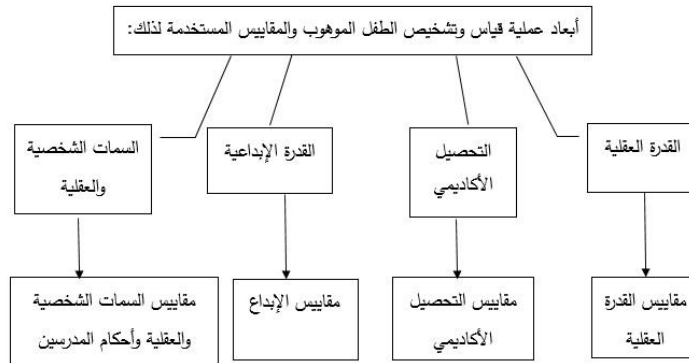 أبعاد عملية قياس وتشخيص الطفل الموهوب والمقاييس المستخدمة لذلك:
القدرة العقلية
التحصيل
الأكاديمي
القدرة الإبداعية
السمات الشخصية
والعقلية
مقاييس القدرة
العقلية
مقاييس التحصيل
الأكاديمي
مقاييس الإبداع
مقاييس السمات الشخصية
والعقلية وأحكام المدرسين